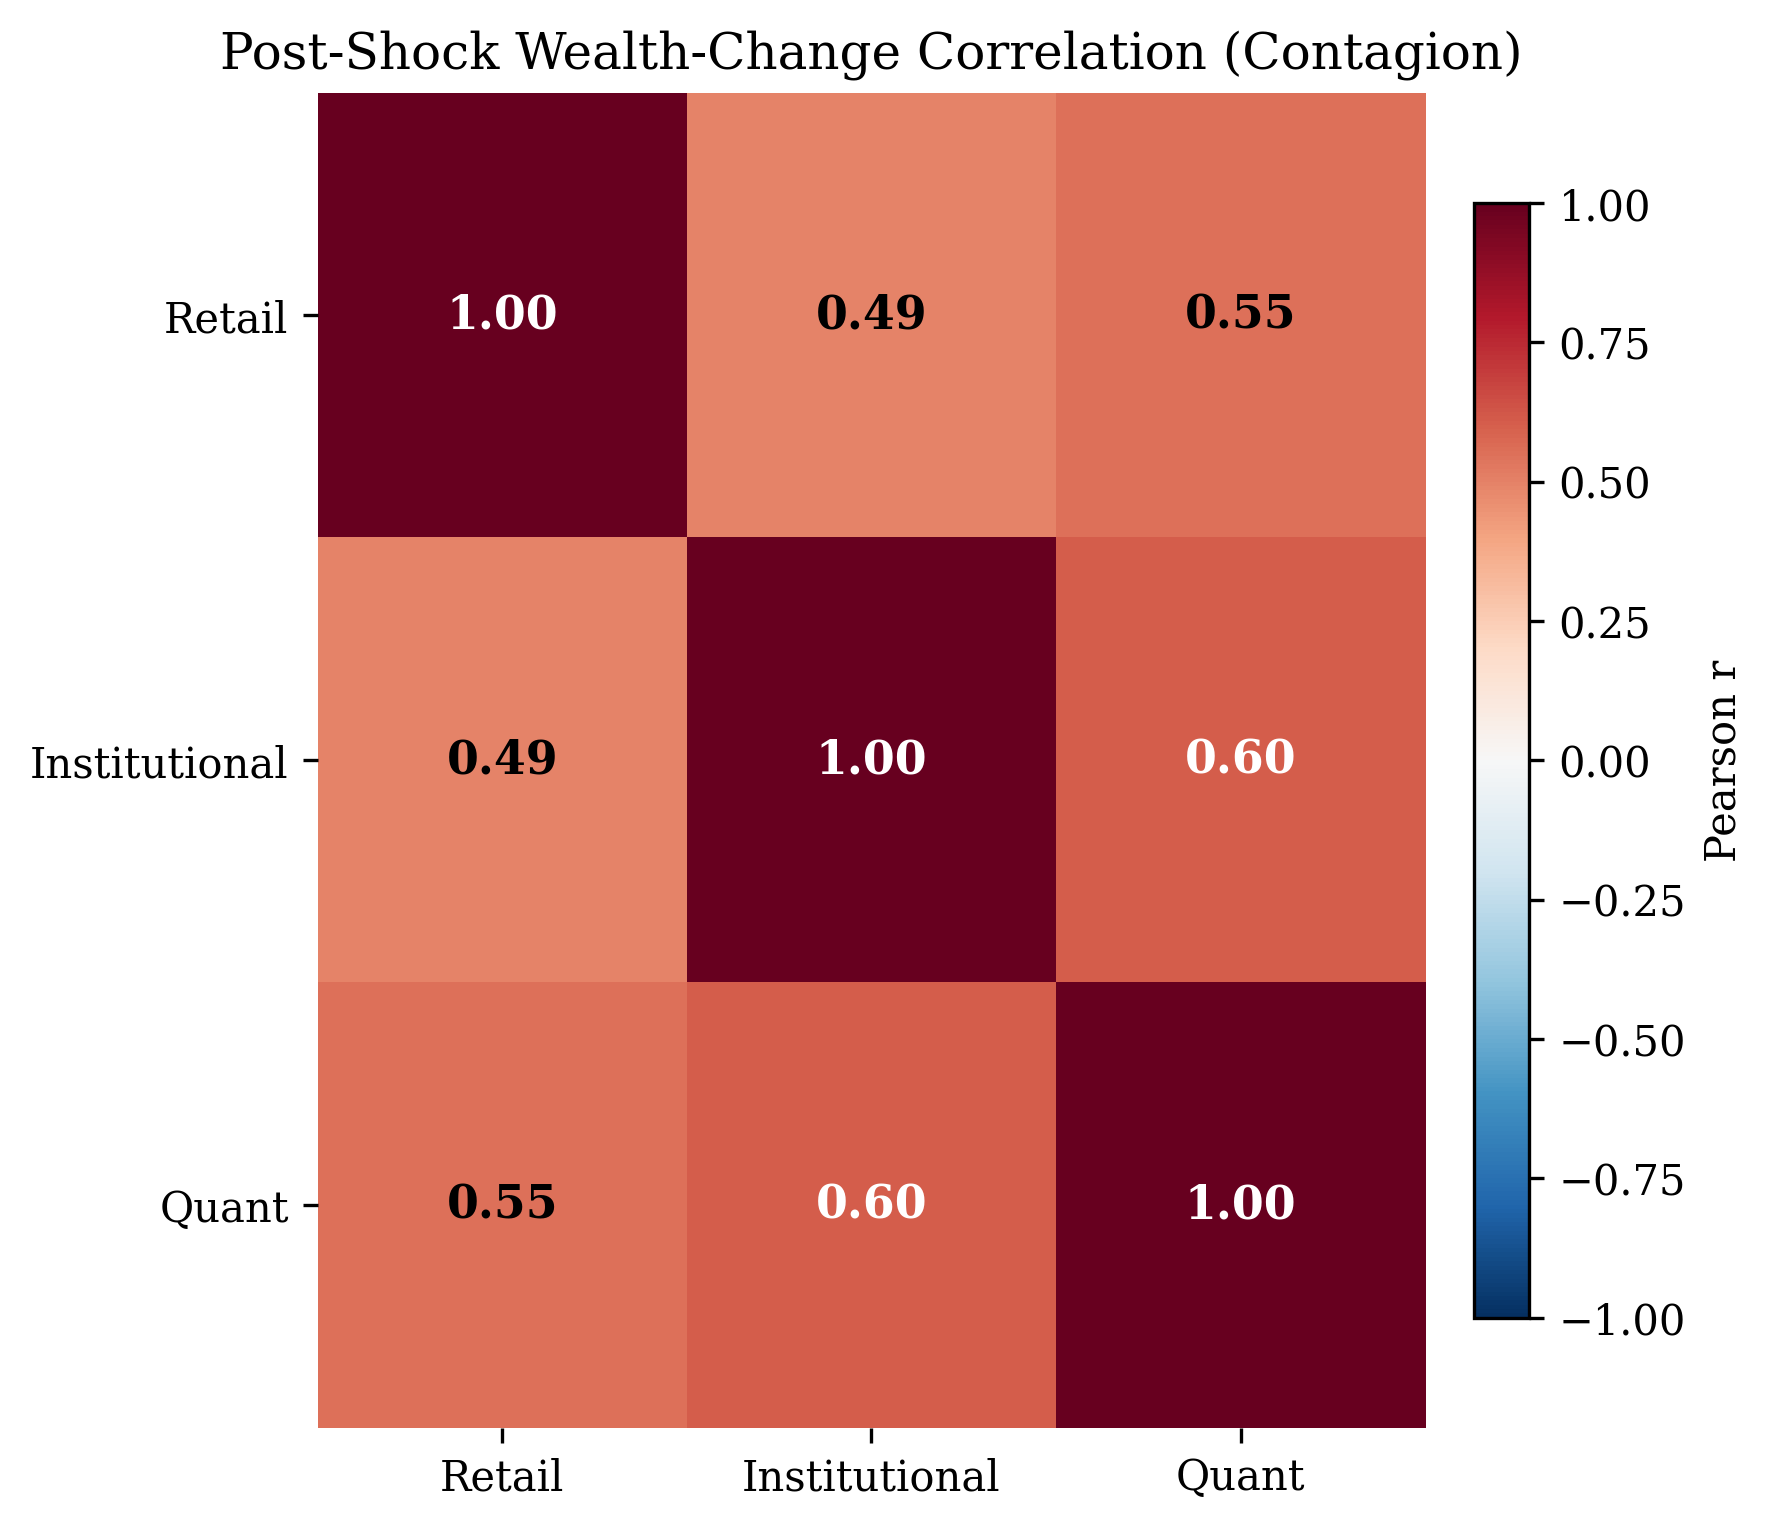 Post-Shock Wealth-Change Correlation (Contagion)
Retail
1.00
0.49
0.55
Institutional
0.49
1.00
0.60
Quant
0.55
0.60
1.00
Retail
Institutional
Quant
1.00
0.75
0.50
0.25
0.00
−0.25
−0.50
−0.75
−1.00
Pearson r